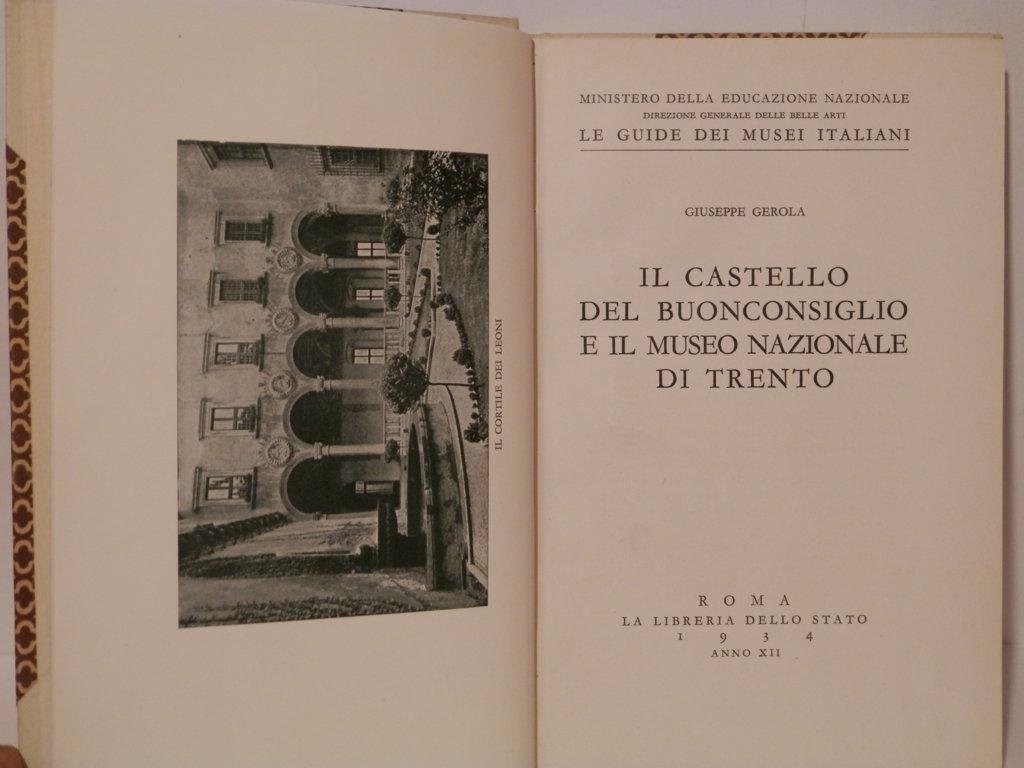 IL CORTILE DEI LEONI
MINISTERO DELLA EDUCAZIONE NAZIONALE
DIREZIONE GENERALE DELLE BELLE ARTI
LE GUIDE DEI MUSEI ITALIANI
GIUSEPPE GEROLA
IL CASTELLO
DEL BUONCONSIGLIO
E IL MUSEO NAZIONALE
DI TRENTO
ROMA
LA LIBRERIA DELLO STATO
1934
ANNO XII